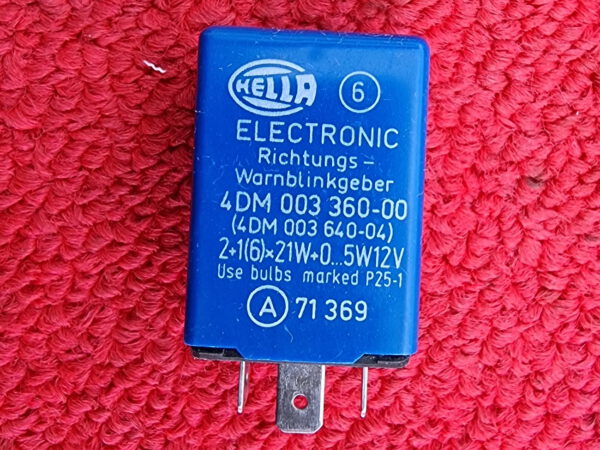 HELLA
6
ELECTRONIC
Richtungs-
Warnblinkgeber
4DM 003 360-00
(4DM 003 640-04)
2+1(6)×21W+0...5W12V
Use bulbs marked P25-1
A 71 369